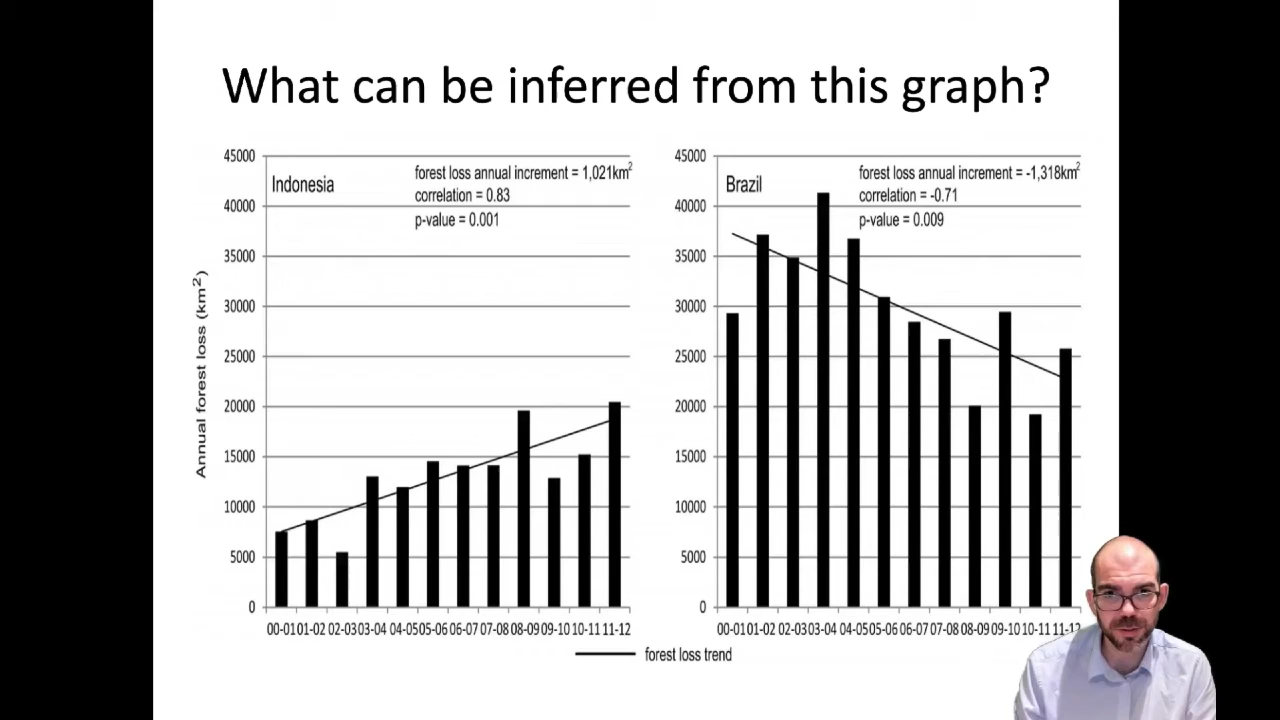 What can be inferred from this graph?
Annual forest loss (km²)
45000
40000
35000
30000
25000
20000
15000
10000
5000
0
Indonesia
forest loss annual increment = 1,021km²
correlation = 0.83
p-value = 0.001
00-01 01-02 02-03 03-04 04-05 05-06 06-07 07-08 08-09 09-10 10-11 11-12
45000
40000
35000
30000
25000
20000
15000
10000
5000
0
Brazil
forest loss annual increment = -1,318km²
correlation = -0.71
p-value = 0.009
00-01 01-02 02-03 03-04 04-05 05-06 06-07 07-08 08-09 09-10 10-11 11-12
forest loss trend